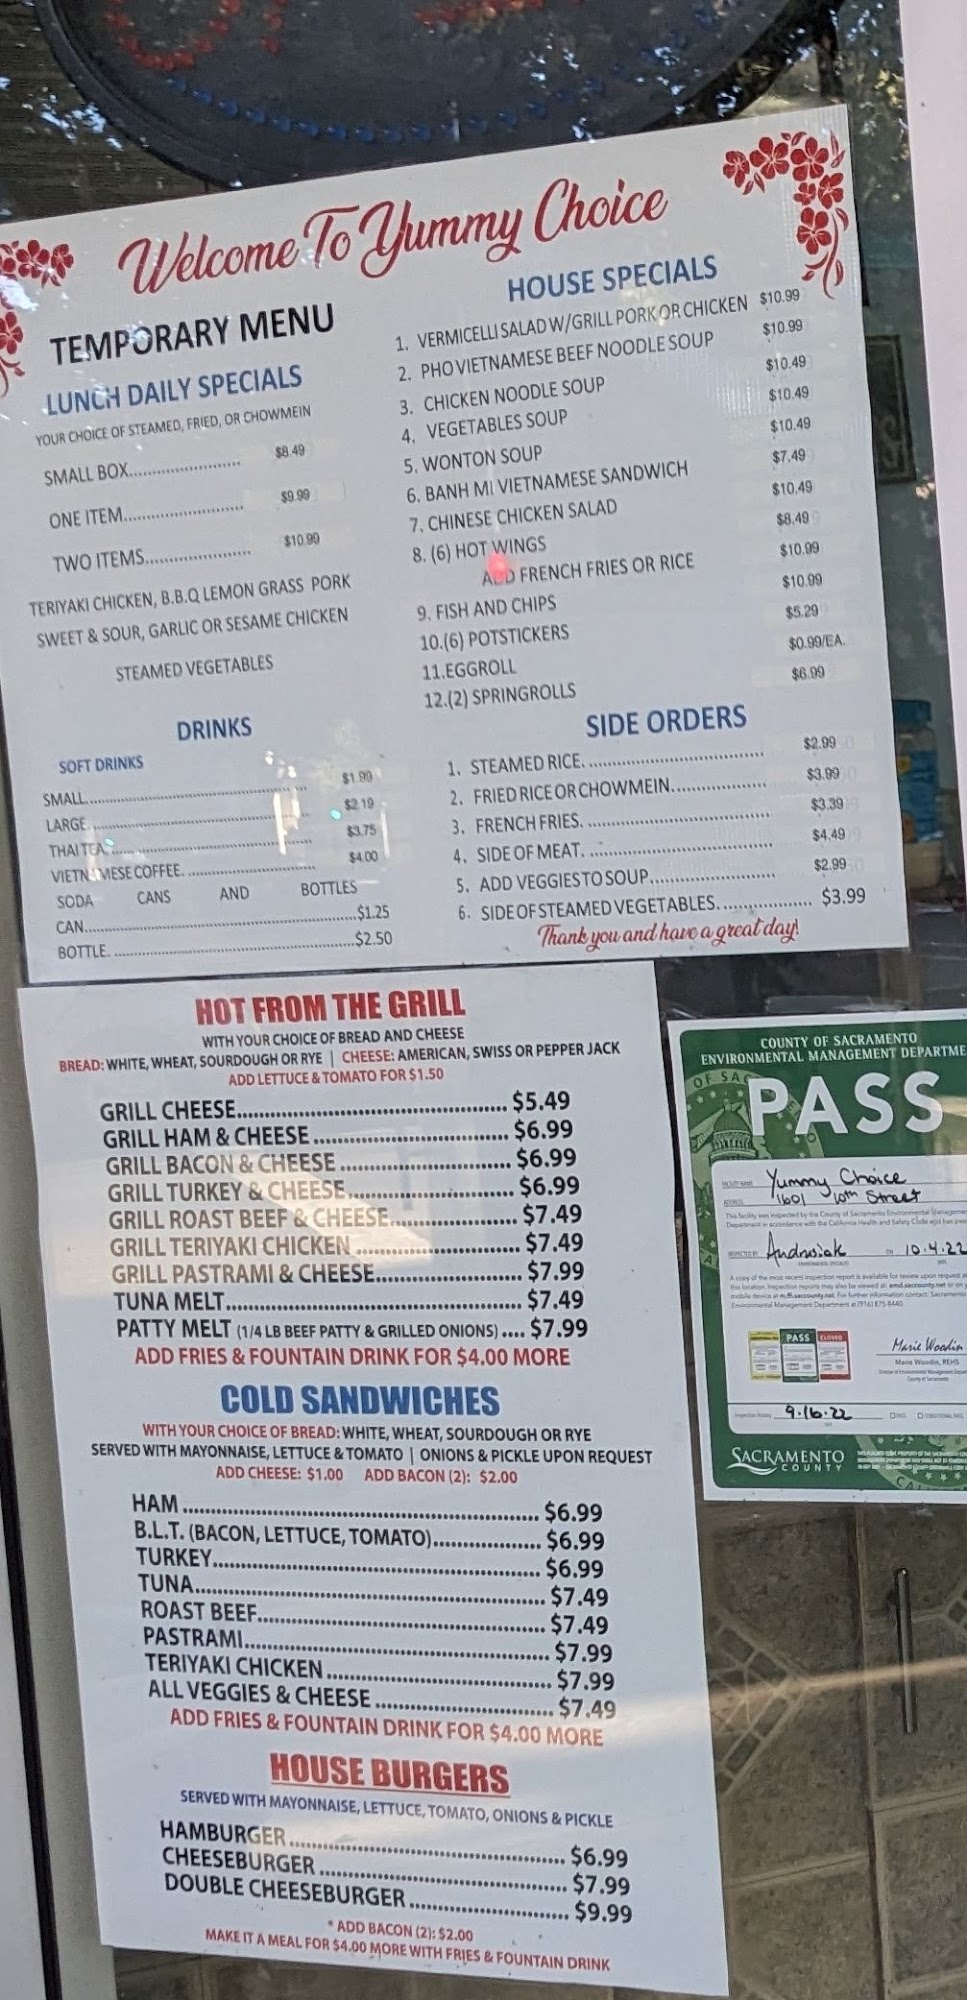 Welcome To Yummy Choice
TEMPORARY MENU
LUNCH DAILY SPECIALS
YOUR CHOICE OF STEAMED, FRIED, OR CHOWMEIN
SMALL BOX........................ $8.49
ONE ITEM........................ $9.99
TWO ITEMS..................... $10.99
TERIYAKI CHICKEN, B.B.Q LEMON GRASS PORK
SWEET & SOUR, GARLIC OR SESAME CHICKEN
STEAMED VEGETABLES
DRINKS
SOFT DRINKS
SMALL................................ $1.99
LARGE................................ $2.19
THAI TEA................................ $3.75
VIETNAMESE COFFEE................................ $4.00
SODA CANS AND BOTTLES
CAN................................$1.25
BOTTLE................................$2.50
HOUSE SPECIALS
1. VERMICELLI SALAD W/GRILL PORK OR CHICKEN $10.99
2. PHO VIETNAMESE BEEF NOODLE SOUP $10.99
3. CHICKEN NOODLE SOUP $10.49
4. VEGETABLES SOUP $10.49
5. WONTON SOUP $10.49
6. BANH MI VIETNAMESE SANDWICH $7.49
7. CHINESE CHICKEN SALAD $10.49
8. (6) HOT WINGS $8.49
ADD FRENCH FRIES OR RICE $10.99
9. FISH AND CHIPS $10.99
10.(6) POTSTICKERS $5.29
11.EGGROLL $0.99/EA.
12.(2) SPRINGROLLS $6.99
SIDE ORDERS
1. STEAMED RICE................................ $2.99
2. FRIED RICE OR CHOWMEIN................. $3.99
3. FRENCH FRIES................................ $3.39
4. SIDE OF MEAT................................ $4.49
5. ADD VEGGIES TO SOUP...................... $2.99
6. SIDE OF STEAMED VEGETABLES................. $3.99
Thank you and have a great day!
HOT FROM THE GRILL
WITH YOUR CHOICE OF BREAD AND CHEESE
BREAD: WHITE, WHEAT, SOURDOUGH OR RYE | CHEESE: AMERICAN, SWISS OR PEPPER JACK
ADD LETTUCE & TOMATO FOR $1.50
GRILL CHEESE................................ $5.49
GRILL HAM & CHEESE................................ $6.99
GRILL BACON & CHEESE................................ $6.99
GRILL TURKEY & CHEESE................................ $6.99
GRILL ROAST BEEF & CHEESE........................ $7.49
GRILL TERIYAKI CHICKEN................................ $7.49
GRILL PASTRAMI & CHEESE........................... $7.99
TUNA MELT................................ $7.49
PATTY MELT (1/4 LB BEEF PATTY & GRILLED ONIONS).... $7.99
ADD FRIES & FOUNTAIN DRINK FOR $4.00 MORE
COLD SANDWICHES
WITH YOUR CHOICE OF BREAD: WHITE, WHEAT, SOURDOUGH OR RYE
SERVED WITH MAYONNAISE, LETTUCE & TOMATO | ONIONS & PICKLE UPON REQUEST
ADD CHEESE: $1.00 ADD BACON (2): $2.00
HAM................................ $6.99
B.L.T. (BACON, LETTUCE, TOMATO)..................... $6.99
TURKEY................................ $6.99
TUNA................................ $7.49
ROAST BEEF................................ $7.49
PASTRAMI................................ $7.99
TERIYAKI CHICKEN................................ $7.99
ALL VEGGIES & CHEESE................................ $7.49
ADD FRIES & FOUNTAIN DRINK FOR $4.00 MORE
HOUSE BURGERS
SERVED WITH MAYONNAISE, LETTUCE, TOMATO, ONIONS & PICKLE
HAMBURGER................................ $6.99
CHEESEBURGER................................ $7.99
DOUBLE CHEESEBURGER........................... $9.99
* ADD BACON (2): $2.00
MAKE IT A MEAL FOR $4.00 MORE WITH FRIES & FOUNTAIN DRINK
COUNTY OF SACRAMENTO
ENVIRONMENTAL MANAGEMENT DEPARTME
PASS
Yummy Choice
1601 10th Street
Andrusiak 10.4.22
PASS CLOSED
Marie Woodin
Marie Woodin, REHS
9.16.22
SACRAMENTO
COUNTY